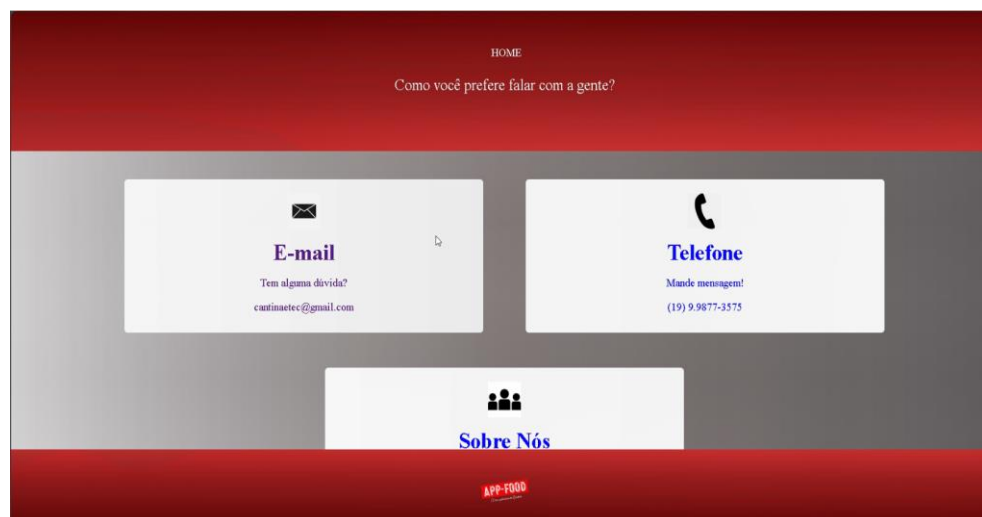 HOME
Como você prefere falar com a gente?
E-mail
Tem alguma dúvida?
cantinaetec@gmail.com
Telefone
Mande mensagem!
(19) 9.9877-3575
Sobre Nós
APP-FOOD